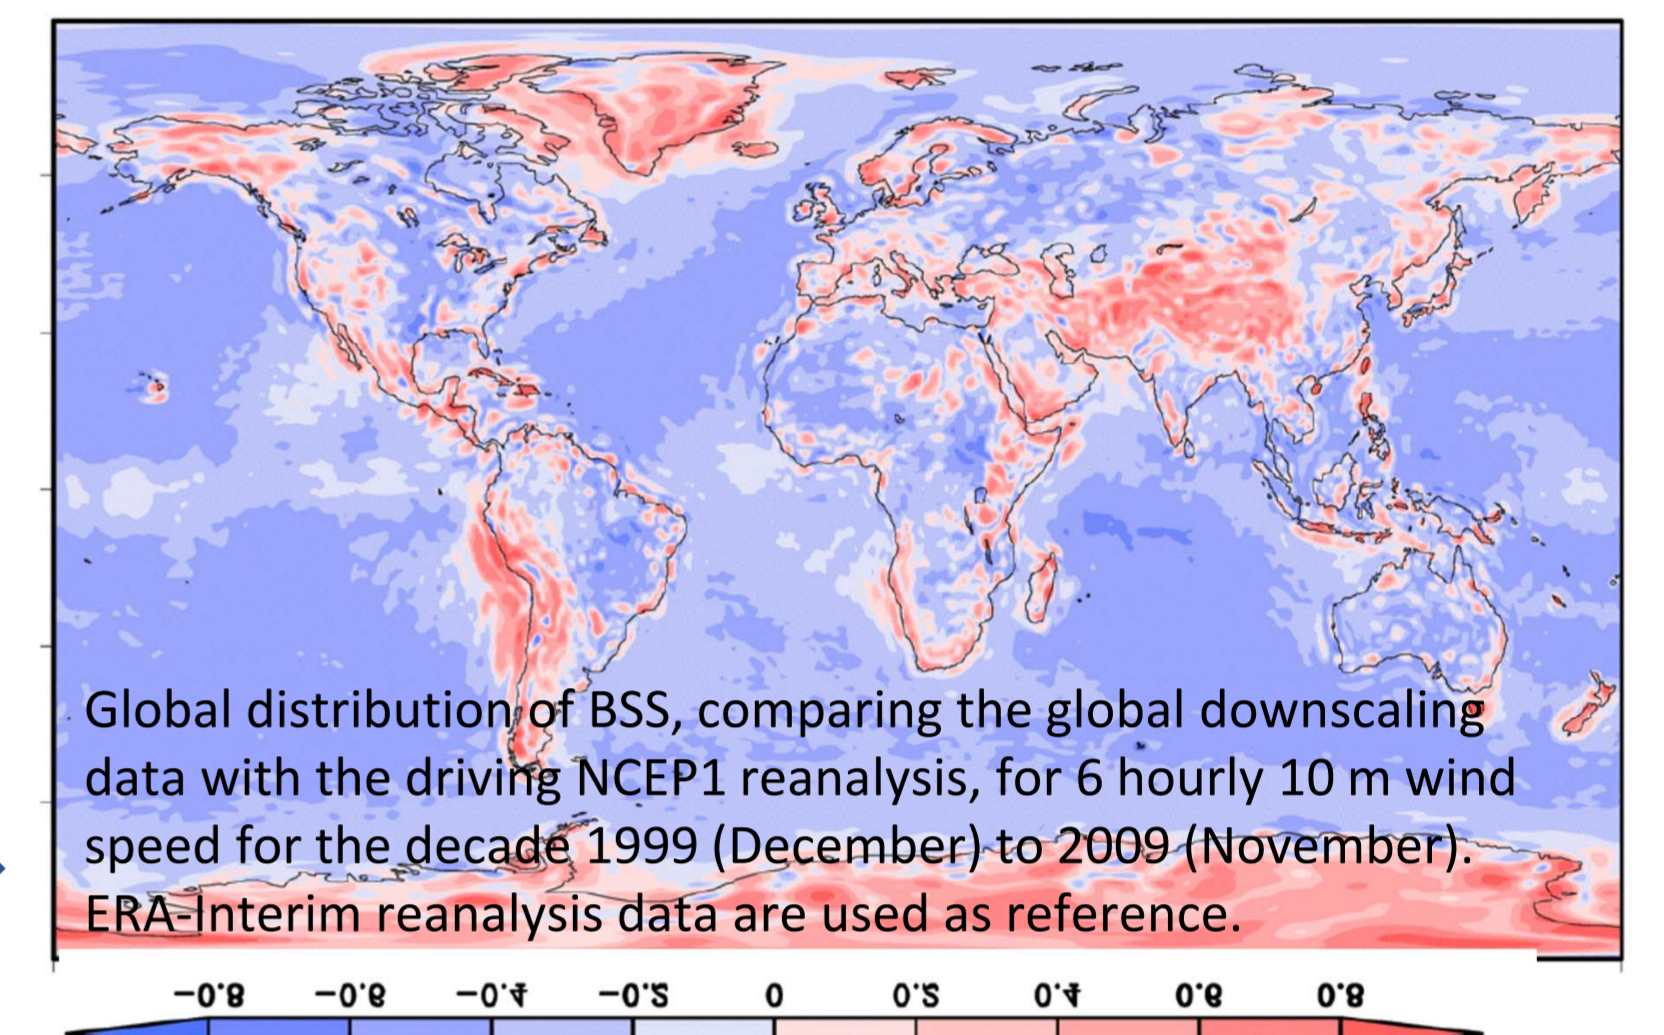 Global distribution of BSS, comparing the global downscaling
data with the driving NCEP1 reanalysis, for 6 hourly 10 m wind
speed for the decade 1999 (December) to 2009 (November).
ERA-Interim reanalysis data are used as reference.
−0.8 −0.6 −0.4 −0.2 0 0.2 0.4 0.6 0.8